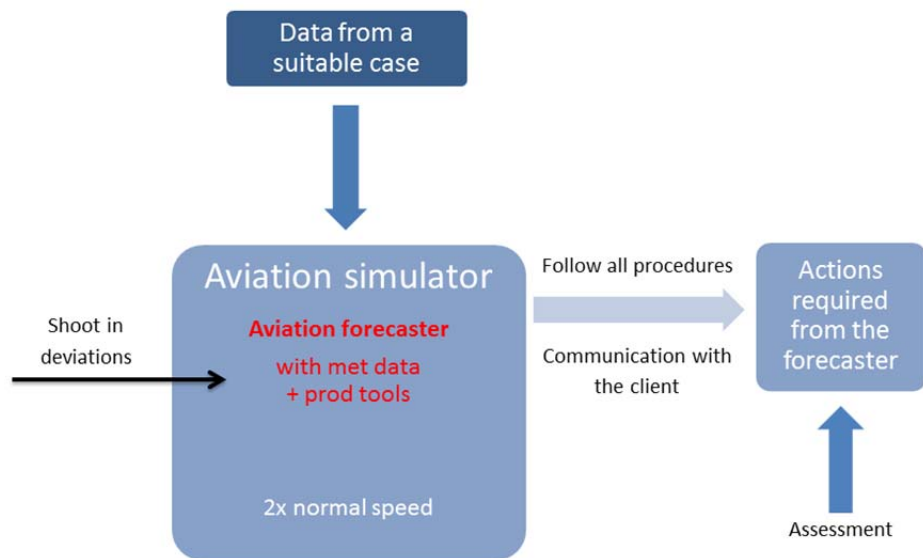 Data from a
suitable case
Aviation simulator
Aviation forecaster
with met data
+ prod tools
2x normal speed
Shoot in
deviations
Follow all procedures
Communication with
the client
Actions
required
from the
forecaster
Assessment